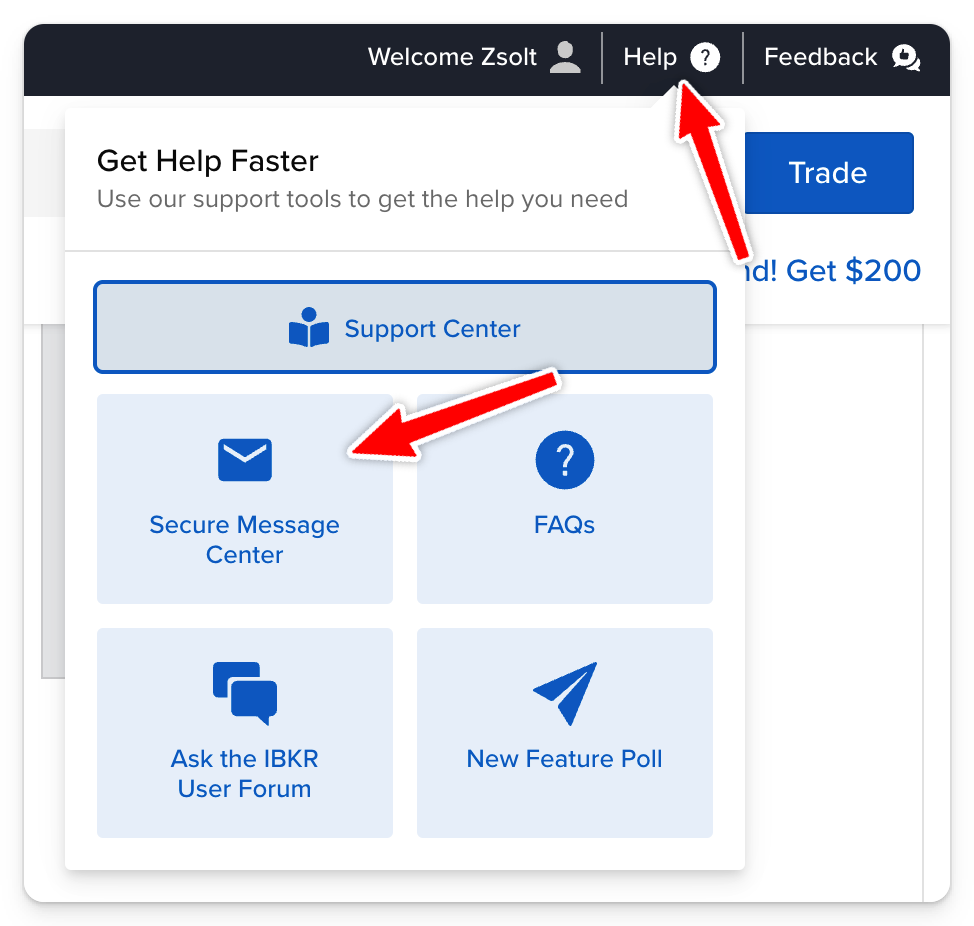 Welcome Zsolt
Help ?
Feedback
Get Help Faster
Use our support tools to get the help you need
Trade
d! Get $200
Support Center
Secure Message
Center
?
FAQs
Ask the IBKR
User Forum
New Feature Poll